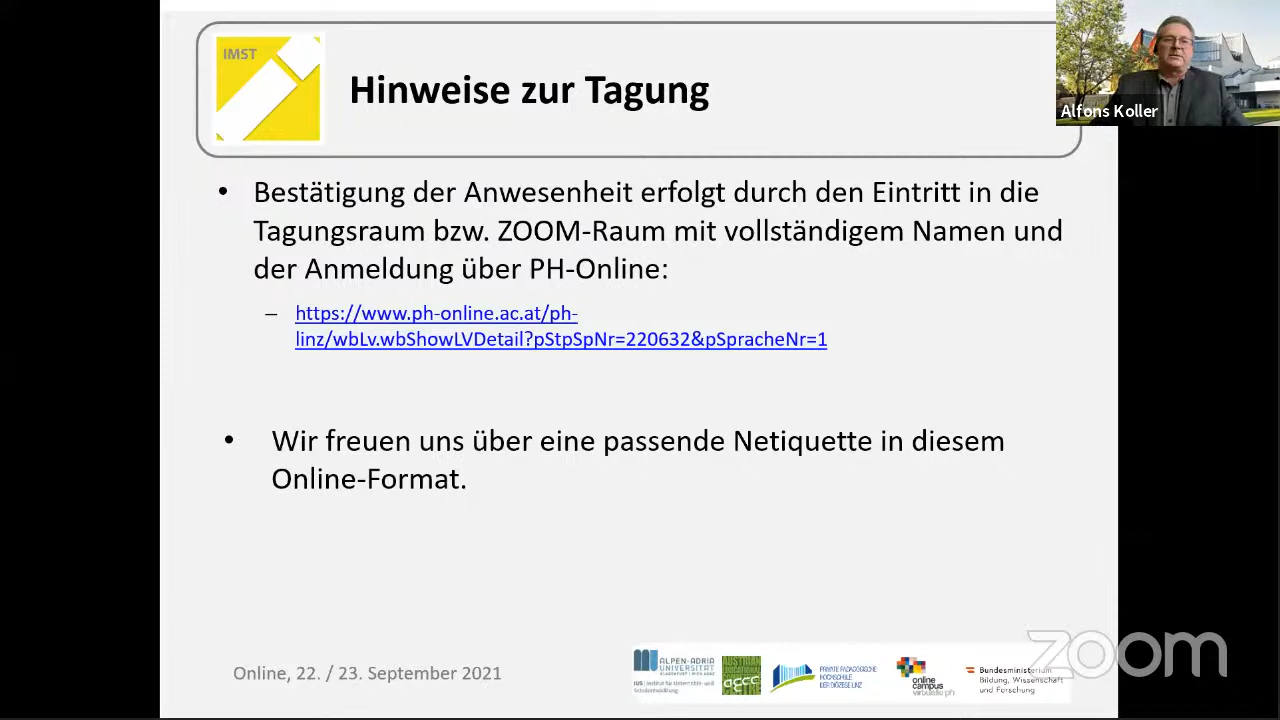 IMST
Hinweise zur Tagung
Alfons Koller
• Bestätigung der Anwesenheit erfolgt durch den Eintritt in die
Tagungsraum bzw. ZOOM-Raum mit vollständigem Namen und
der Anmeldung über PH-Online:
– https://www.ph-online.ac.at/ph-
linz/wbLv.wbShowLVDetail?pStpSpNr=220632&pSpracheNr=1
• Wir freuen uns über eine passende Netiquette in diesem
Online-Format.
Online, 22. / 23. September 2021
ALPEN-ADRIA
UNIVERSITÄT
IUS | Institut für Unterrichts- und
Schulentwicklung
PRIVATE PÄDAGOGISCHE
HOCHSCHULE
DER DIÖZESE LINZ
online
campus
virtuelle ph
Bundesministerium
Bildung, Wissenschaft
und Forschung
zoom